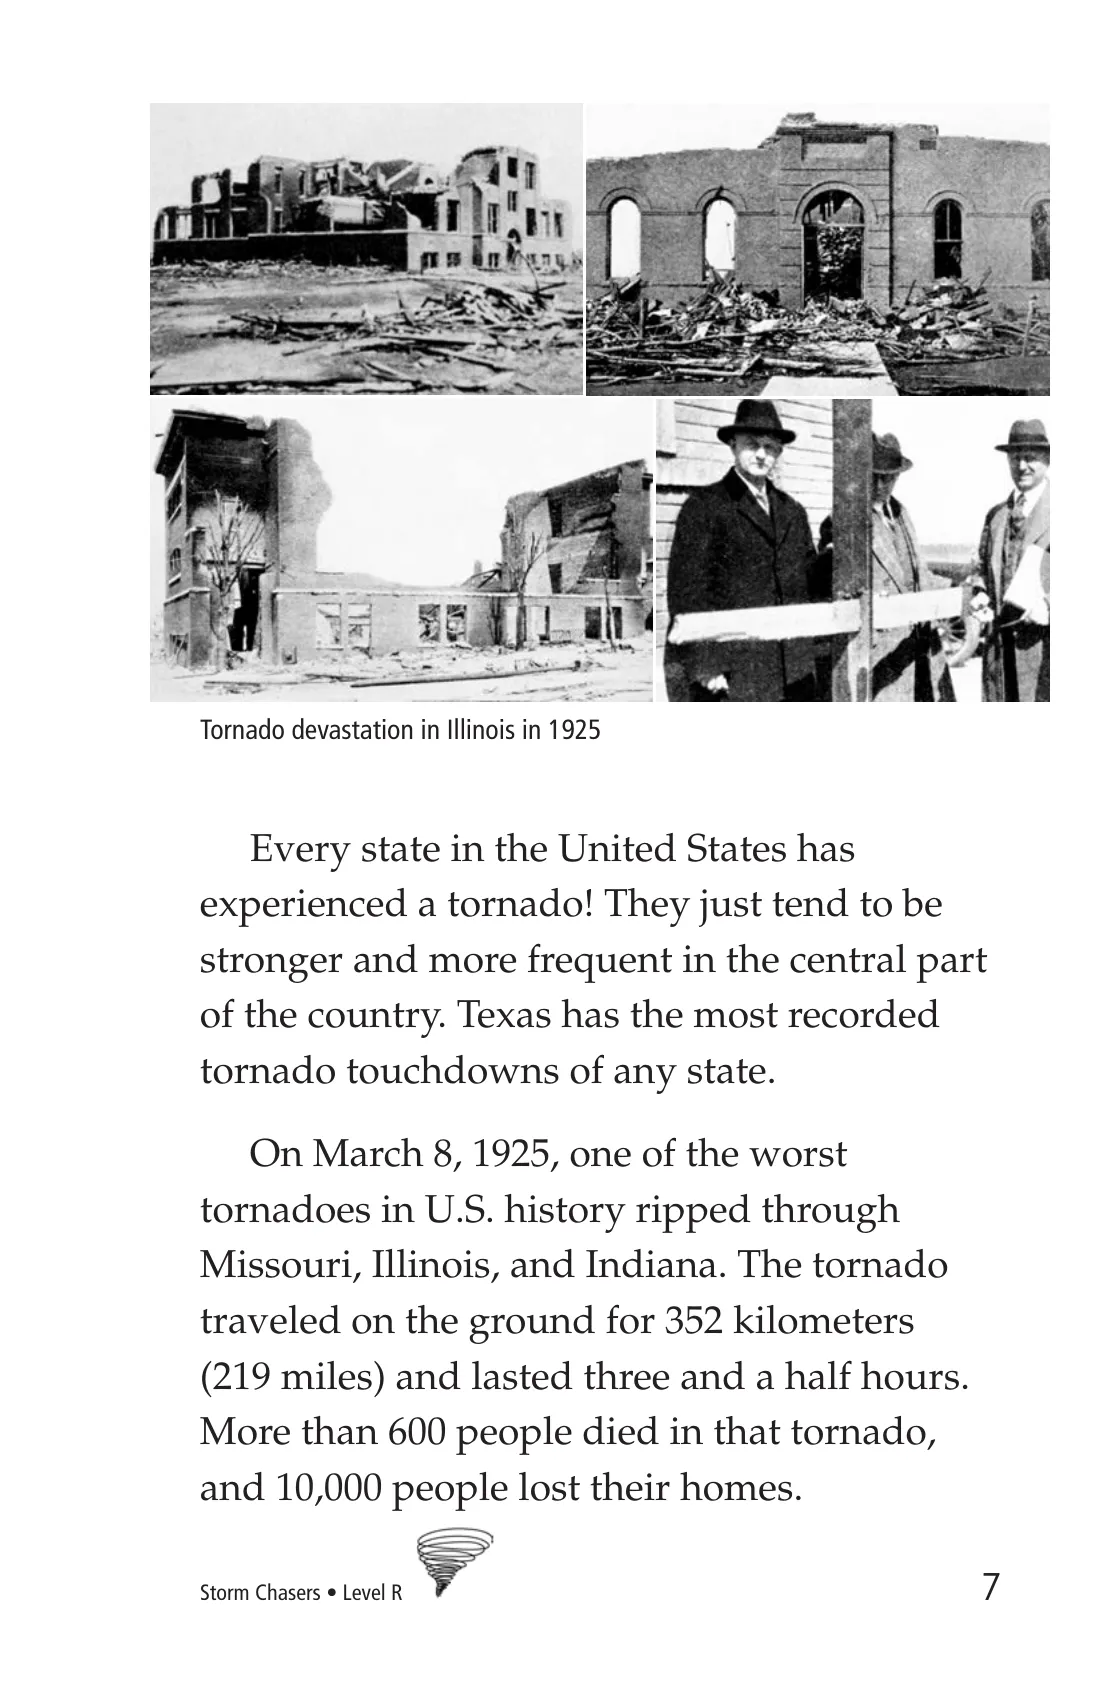 Tornado devastation in Illinois in 1925
Every state in the United States has
experienced a tornado! They just tend to be
stronger and more frequent in the central part
of the country. Texas has the most recorded
tornado touchdowns of any state.
On March 8, 1925, one of the worst
tornadoes in U.S. history ripped through
Missouri, Illinois, and Indiana. The tornado
traveled on the ground for 352 kilometers
(219 miles) and lasted three and a half hours.
More than 600 people died in that tornado,
and 10,000 people lost their homes.
Storm Chasers • Level R
7